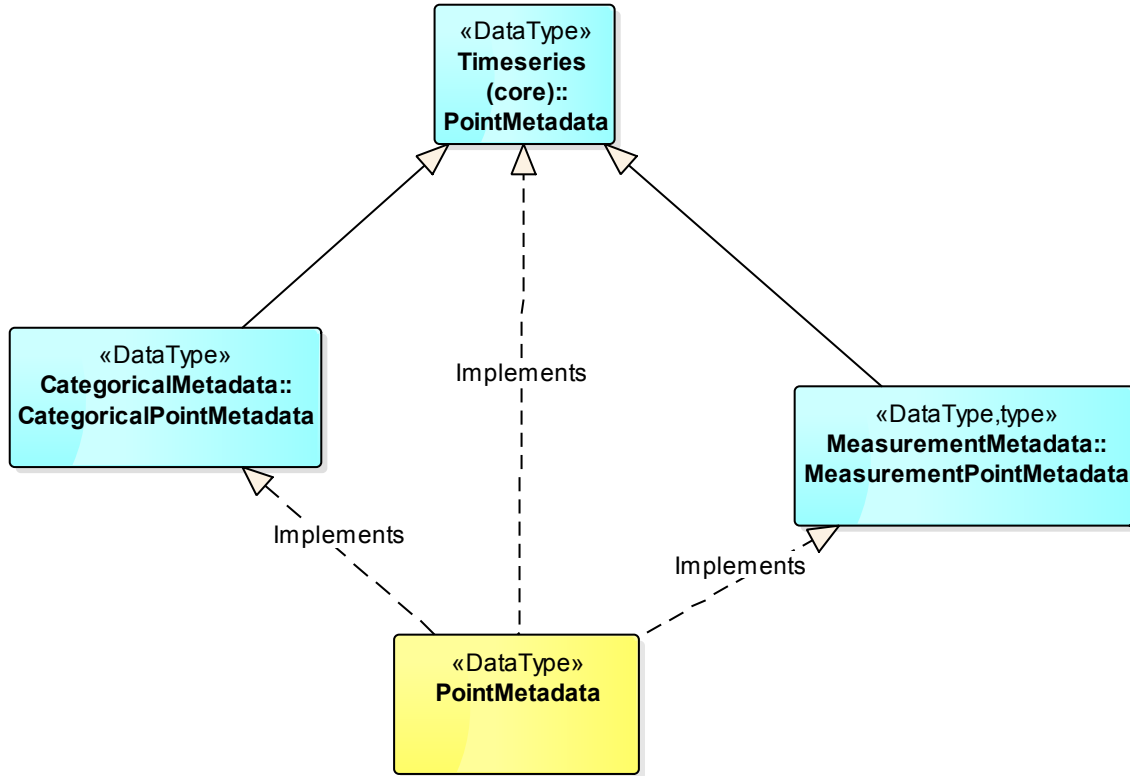 «DataType»
Timeseries
(core)::
PointMetadata
«DataType»
CategoricalMetadata::
CategoricalPointMetadata
Implements
«DataType,type»
MeasurementMetadata::
MeasurementPointMetadata
Implements
Implements
«DataType»
PointMetadata